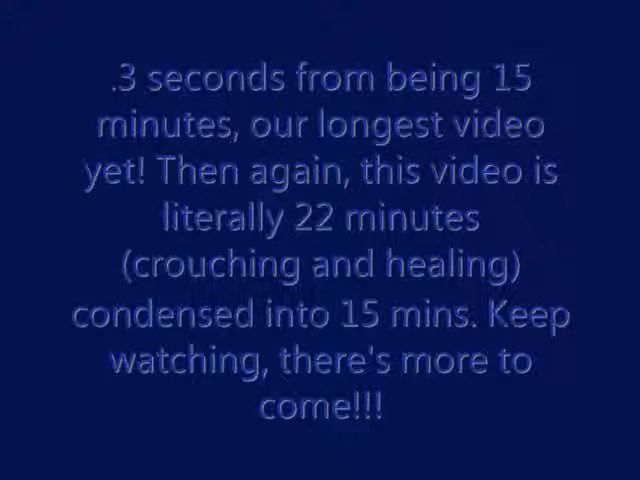 .3 seconds from being 15
minutes, our longest video
yet! Then again, this video is
literally 22 minutes
(crouching and healing)
condensed into 15 mins. Keep
watching, there's more to
come!!!